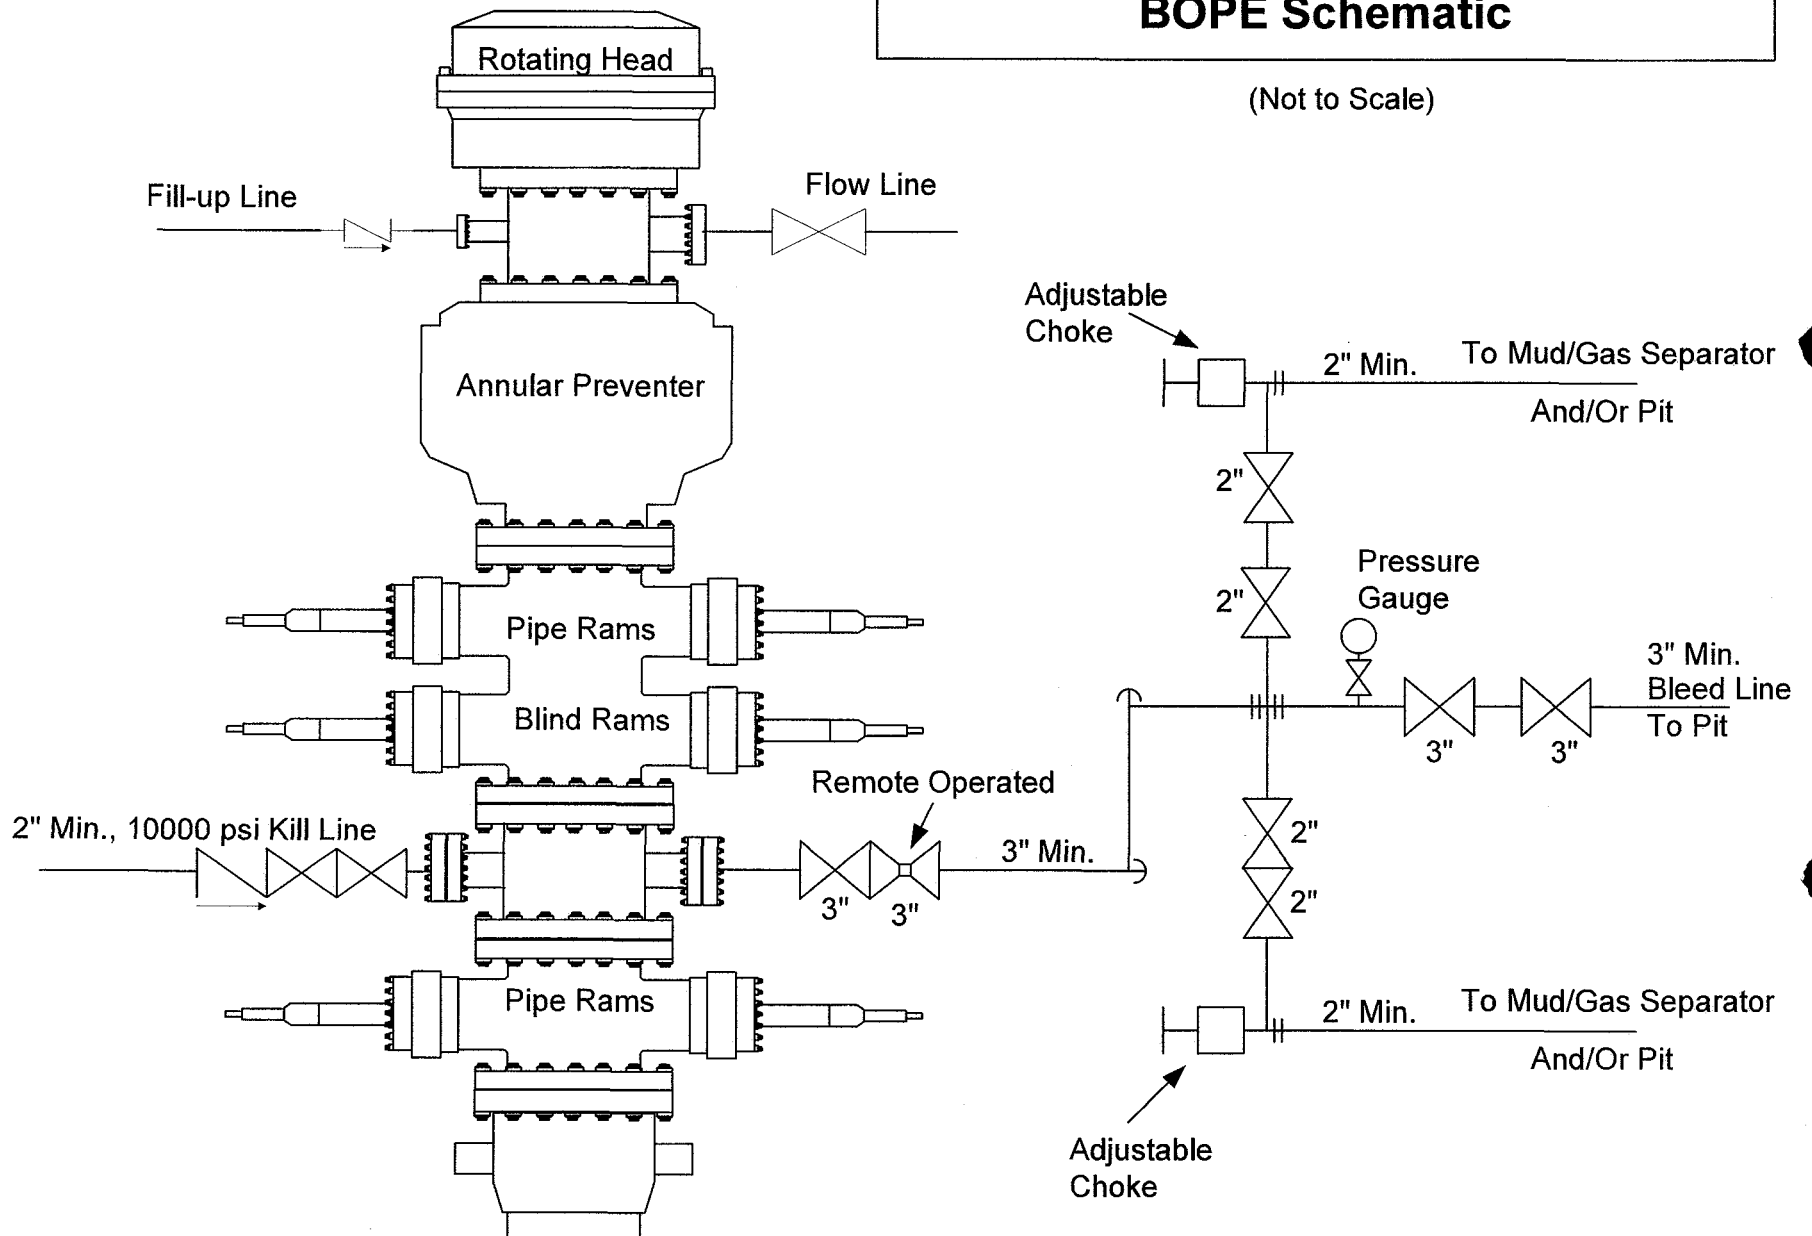 BOPE Schematic
(Not to Scale)
Rotating Head
Fill-up Line
Flow Line
Annular Preventer
Adjustable
Choke
2" Min.
To Mud/Gas Separator
And/Or Pit
2"
2"
Pressure
Gauge
Pipe Rams
Blind Rams
3" Min.
Bleed Line
To Pit
3"
3"
Remote Operated
2" Min., 10000 psi Kill Line
3"
3"
3" Min.
2"
2"
Pipe Rams
2" Min.
To Mud/Gas Separator
And/Or Pit
Adjustable
Choke